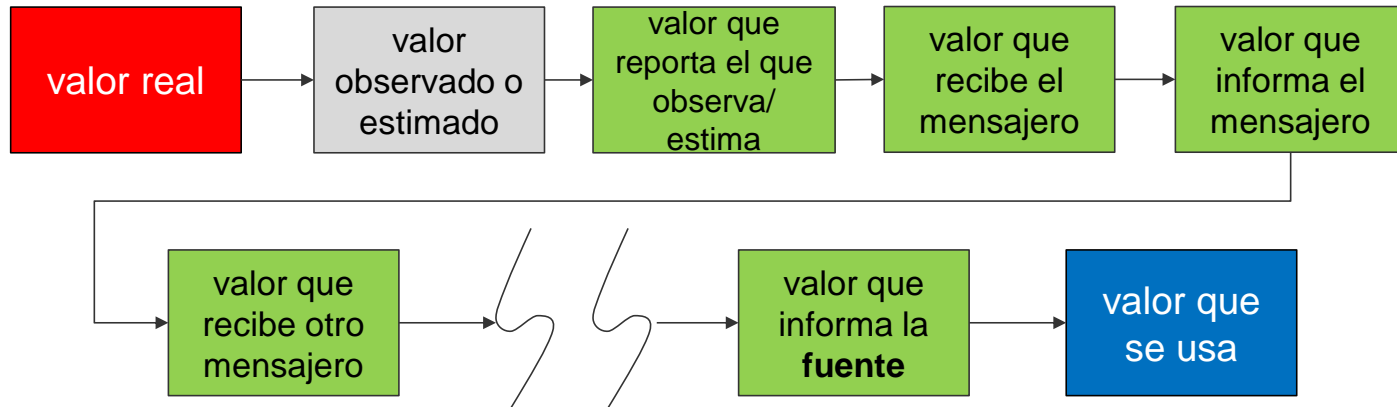 valor real
valor
observado o
estimado
valor que
reporta el que
observa/
estima
valor que
recibe el
mensajero
valor que
informa el
mensajero
valor que
recibe otro
mensajero
valor que
informa la
fuente
valor que
se usa